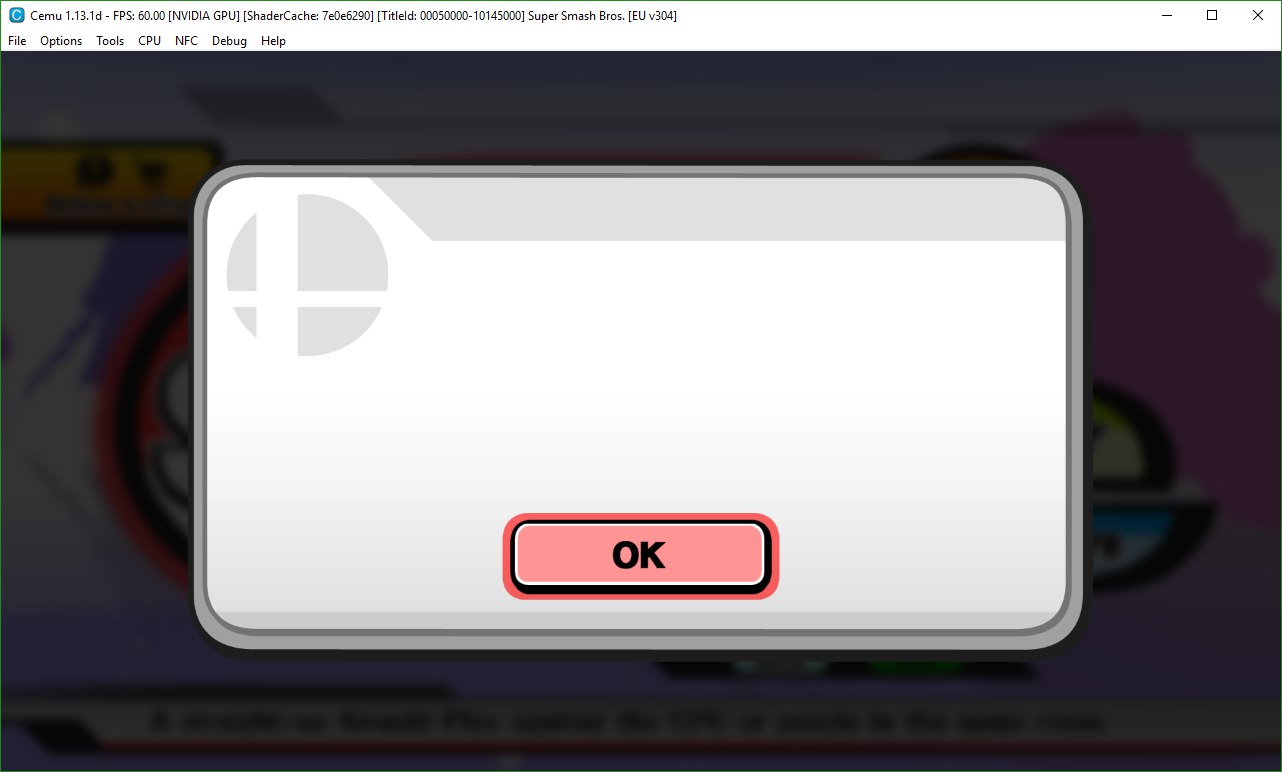 Cemu 1.13.1d - FPS: 60.00 [NVIDIA GPU] [ShaderCache: 7e0e6290] [TitleId: 00050000-10145000] Super Smash Bros. [EU v304]
File Options Tools CPU NFC Debug Help
OK
A straight-up Smash! Play against the CPU or people in the same room.